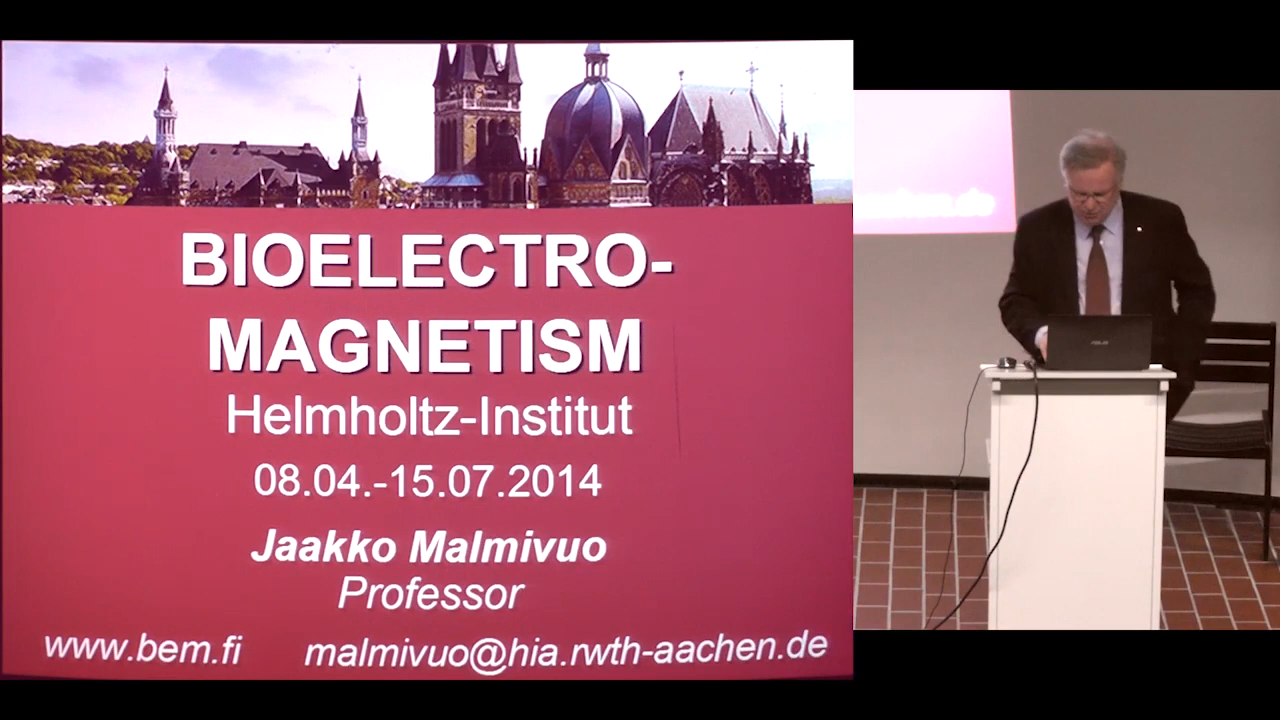 BIOELECTRO-
MAGNETISM
Helmholtz-Institut
08.04.-15.07.2014
Jaakko Malmivuo
Professor
www.bem.fi malmivuo@hia.rwth-aachen.de
ASUS